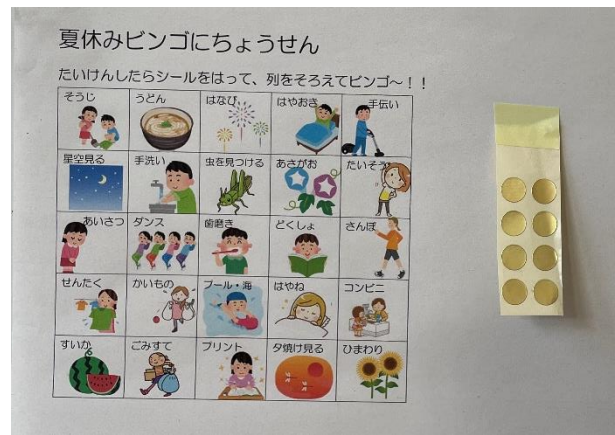 夏休みビンゴにちょうせん
たいけんしたらシールをはって、列をそろえてビンゴ～！！
そうじ うどん はなび はやおき 手伝い
星空見る 手洗い 虫を見つける あさがお たいそう
あいさつ ダンス 歯磨き どくしょ さんぽ
せんたく かいもの プール・海 はやね コンビニ
すいか ごみすて プリント 夕焼け見る ひまわり